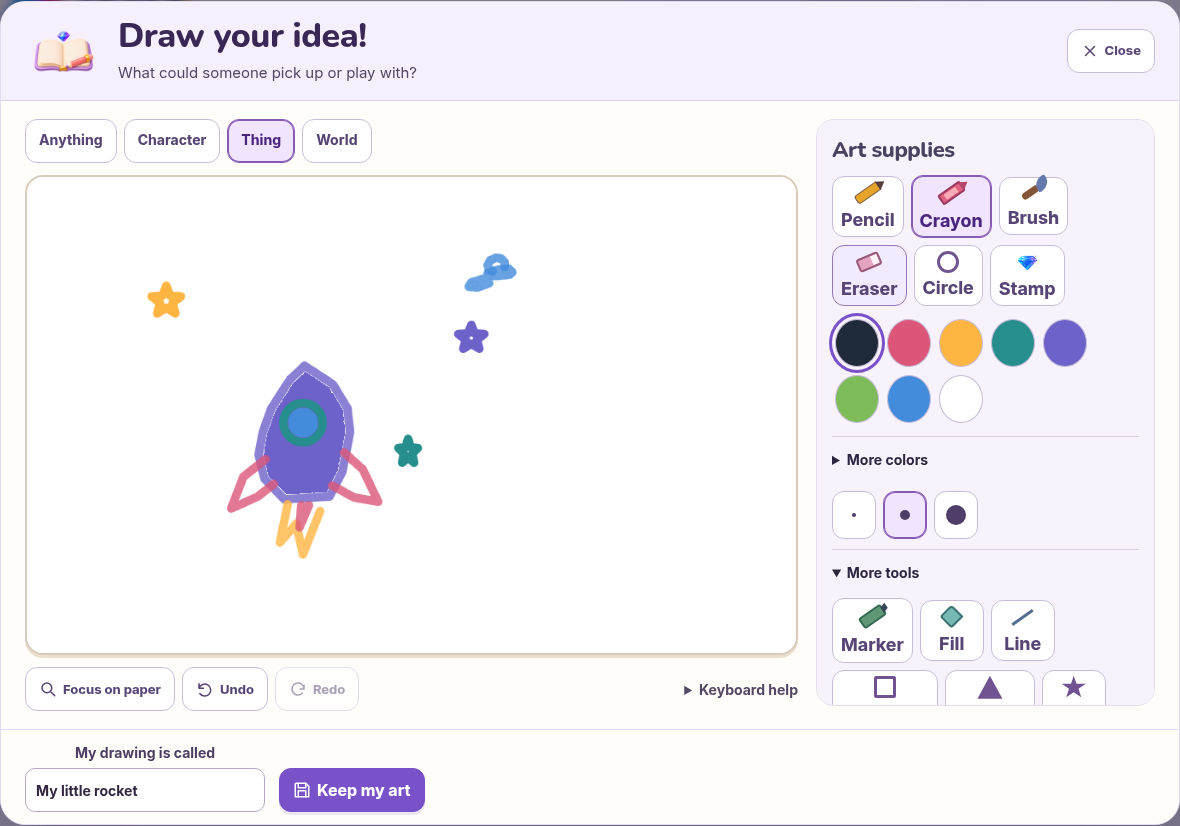 Draw your idea!
What could someone pick up or play with?
Close
Anything
Character
Thing
World
Art supplies
Pencil
Crayon
Brush
Eraser
Circle
Stamp
More colors
More tools
Marker
Fill
Line
Focus on paper
Undo
Redo
Keyboard help
My drawing is called
My little rocket
Keep my art